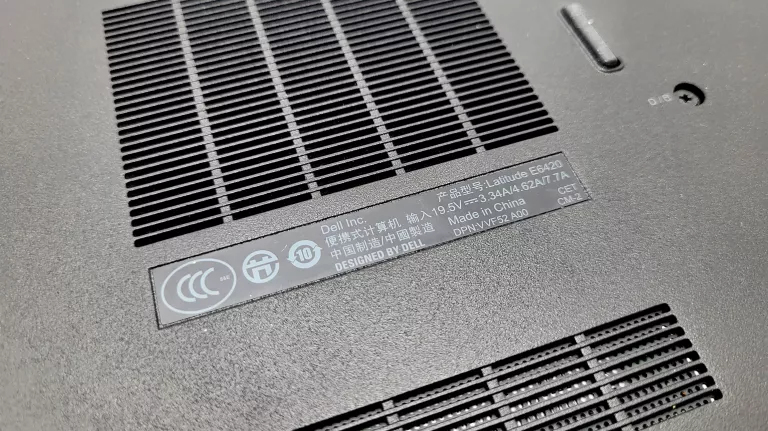 CCC
10
Dell Inc.
便携式计算机
中国制造/中國製造
DESIGNED BY DELL
产品型号:Latitude E6420
输入19.5V⎓3.34A/4.62A/7.7A
Made in China
DPN:VVF52 A00
CET
CM-2